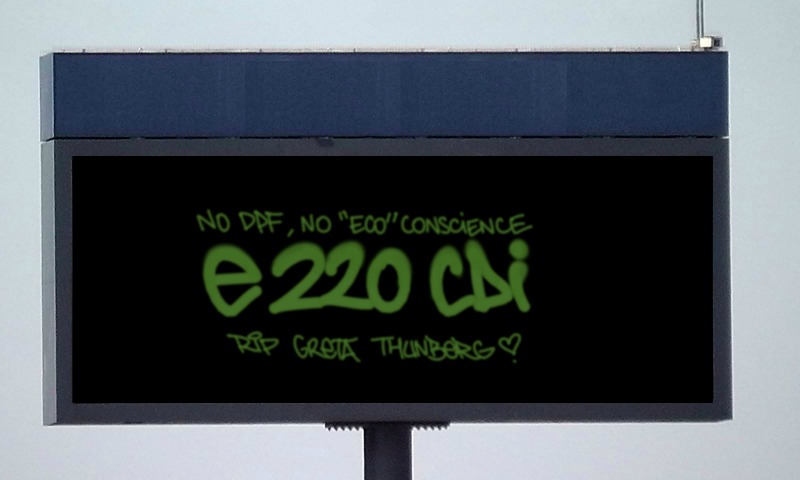 NO DPF, NO "ECO" CONSCIENCE
e220 CDi
RIP GRETA THUNBERG ♡